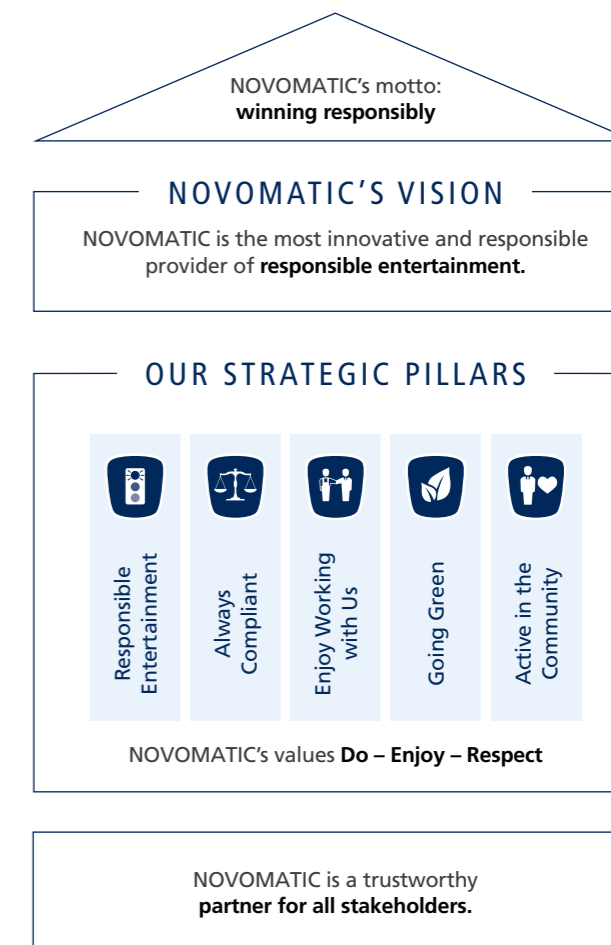 NOVOMATIC's motto:
winning responsibly
NOVOMATIC'S VISION
NOVOMATIC is the most innovative and responsible
provider of responsible entertainment.
OUR STRATEGIC PILLARS
Responsible
Entertainment
Always
Compliant
Enjoy Working
with Us
Going Green
Active in the
Community
NOVOMATIC's values Do – Enjoy – Respect
NOVOMATIC is a trustworthy
partner for all stakeholders.